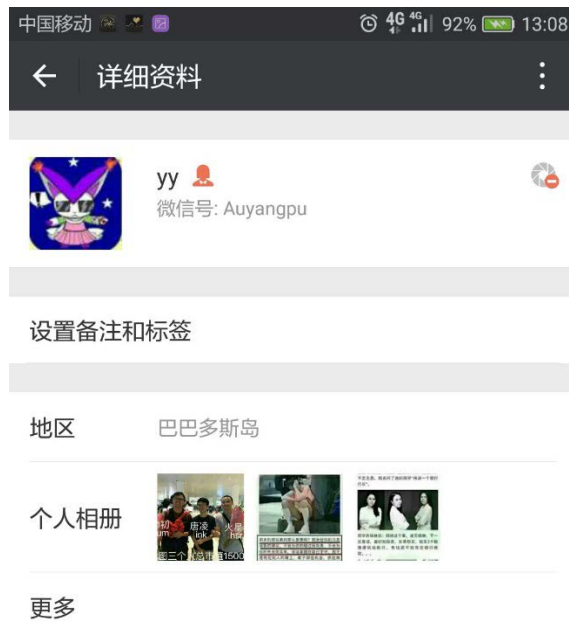 中国移动 4G 4G 92% 13:08
详细资料
yy
微信号: Auyangpu
设置备注和标签
地区 巴巴多斯岛
个人相册
唐凌
ink
更多